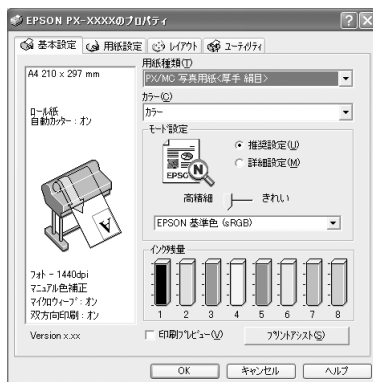 EPSON PX-XXXXのプロパティ
基本設定 用紙設定 レイアウト ユーティリティ
A4 210 x 297 mm
ロール紙
自動カッター : オン
フォト - 1440dpi
マニュアル色補正
マイクロウィーブ : オン
双方向印刷 : オン
Version x.xx
用紙種類(T)
PX/MC 写真用紙<厚手 絹目>
カラー(C)
カラー
モード設定
EPSO N
推奨設定(U)
詳細設定(M)
高精細 きれい
EPSON 基準色 (sRGB)
インク残量
1 2 3 4 5 6 7 8
印刷プレビュー(V) プリントアシスト(S)
OK キャンセル ヘルプ